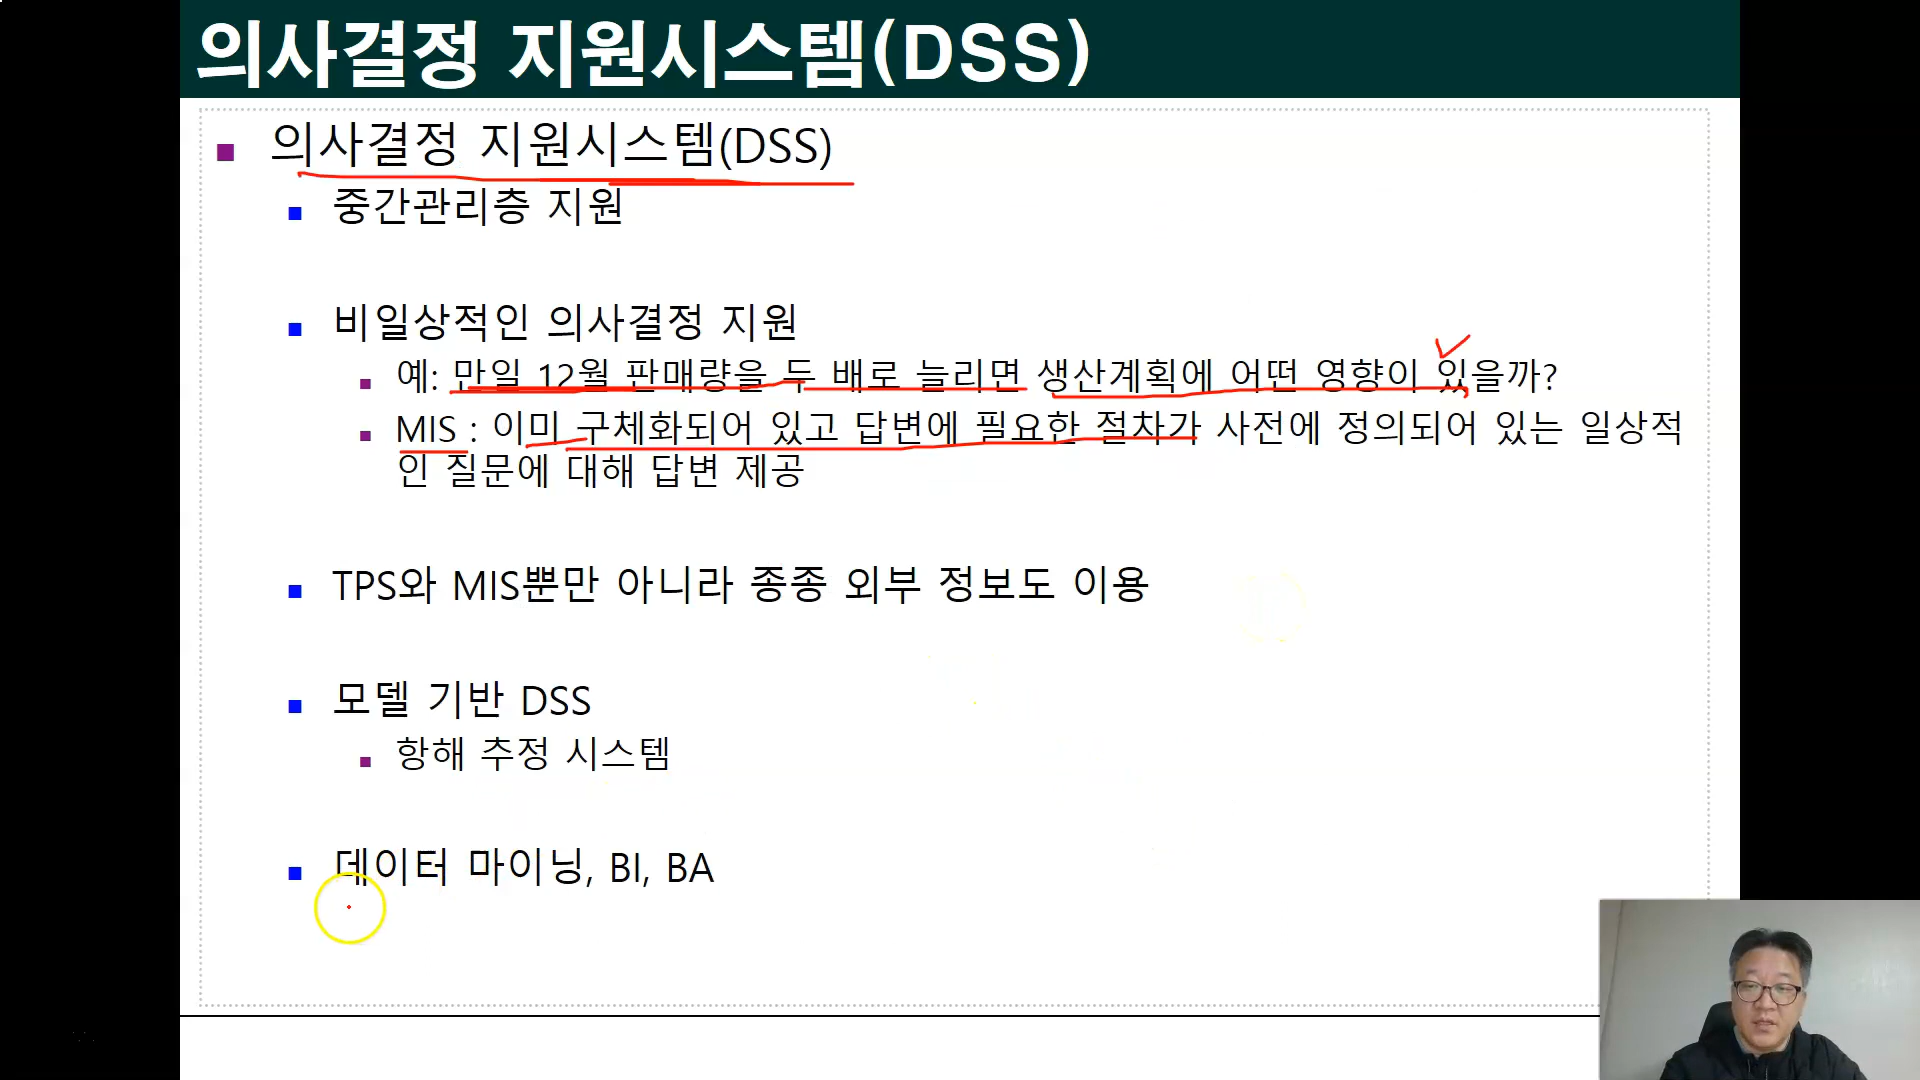 의사결정 지원시스템(DSS)
의사결정 지원시스템(DSS)
중간관리층 지원
비일상적인 의사결정 지원
예: 만일 12월 판매량을 두 배로 늘리면 생산계획에 어떤 영향이 있을까?
MIS : 이미 구체화되어 있고 답변에 필요한 절차가 사전에 정의되어 있는 일상적
인 질문에 대해 답변 제공
TPS와 MIS뿐만 아니라 종종 외부 정보도 이용
모델 기반 DSS
항해 추정 시스템
데이터 마이닝, BI, BA